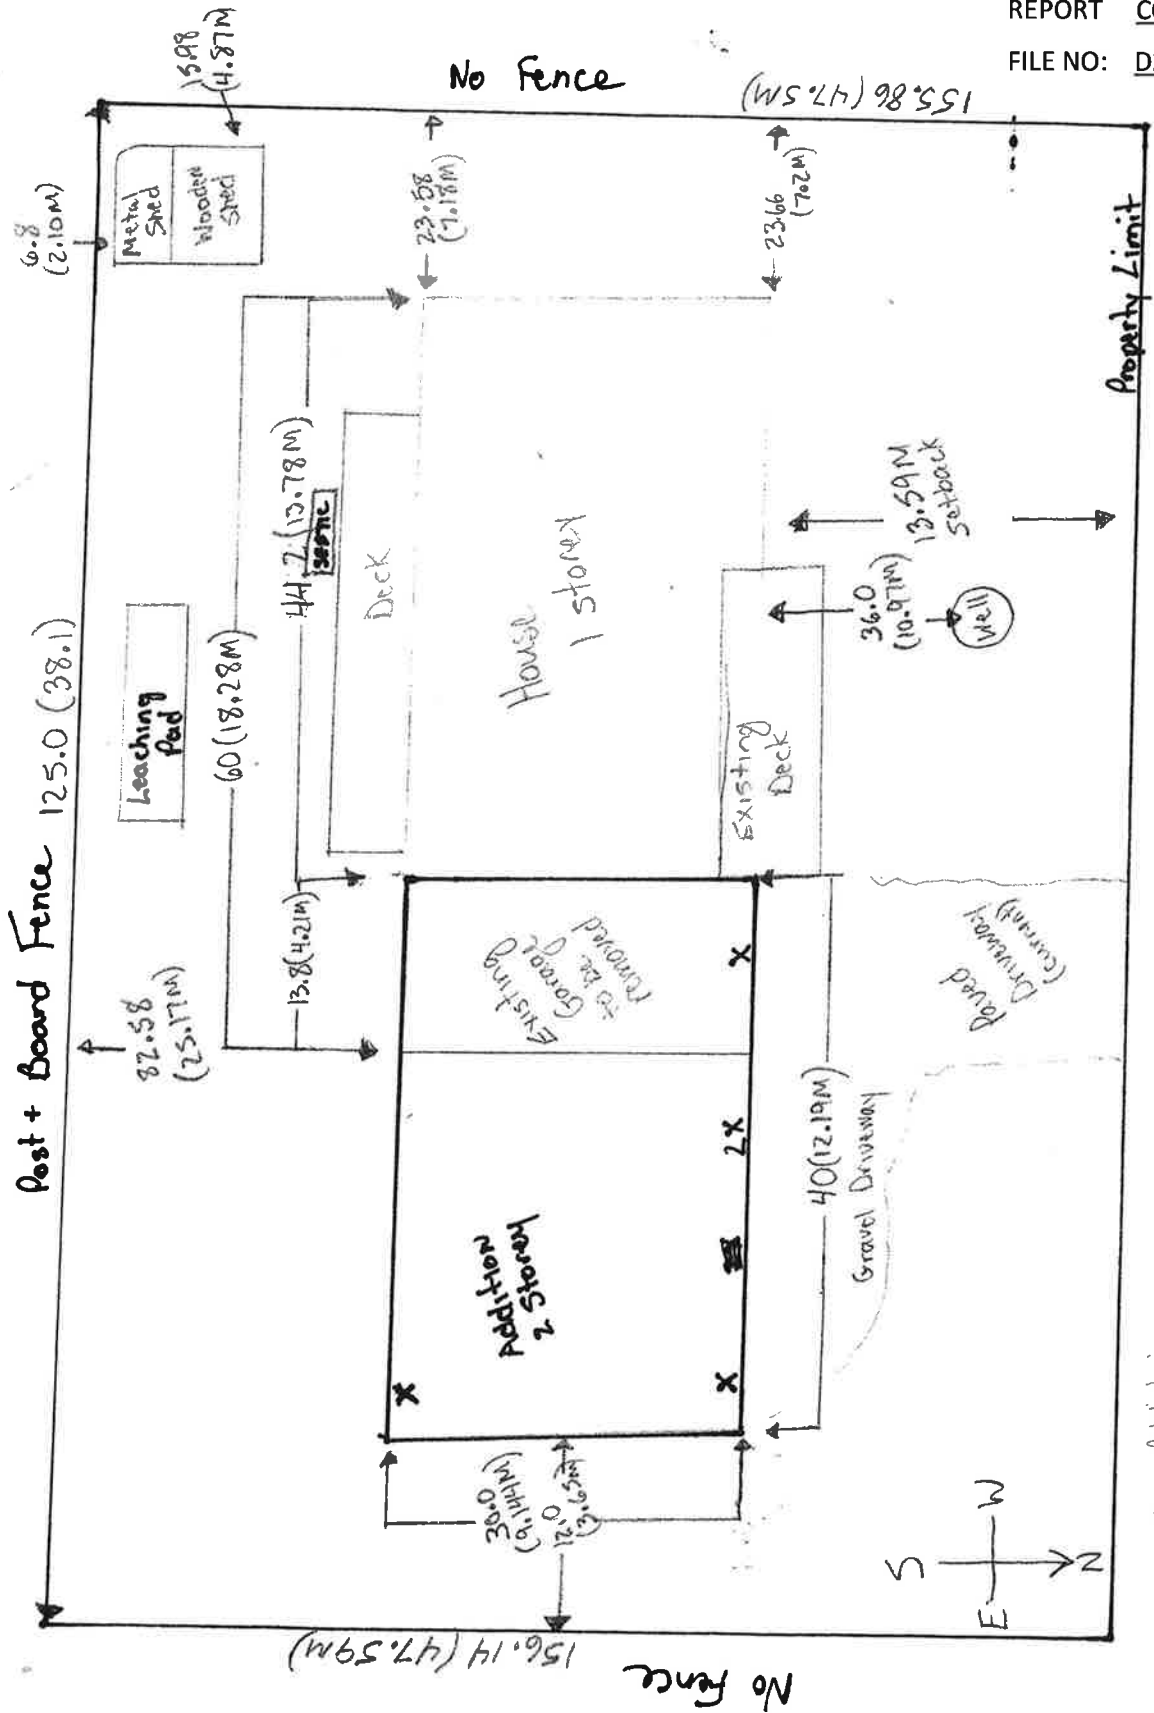 REPORT
FILE NO:
Post + Board Fence 125.0 (38.1)
6.8
(2.10M)
15.98
(4.87M)
No Fence
155.86 (47.5M)
Metal
Shed
Wooden
Shed
23.58
(7.18M)
23.66
(7.2M)
Leaching
Pad
60 (18.28M)
44.2 (13.78M)
septic
Deck
House
1 storey
Existing
Deck
36.0
(10.97M)
Well
13.59M
Setback
Property Limit
82.58
(25.17M)
13.8 (4.21M)
Existing
Garage
to be
removed
X
2X
X
X
Addition
2 Storey
40 (12.19M)
Gravel Driveway
Paved
Driveway
(current)
30.0
(9.144M)
12.0
(3.65M)
156.14 (47.59M)
No Fence
S
E W
N